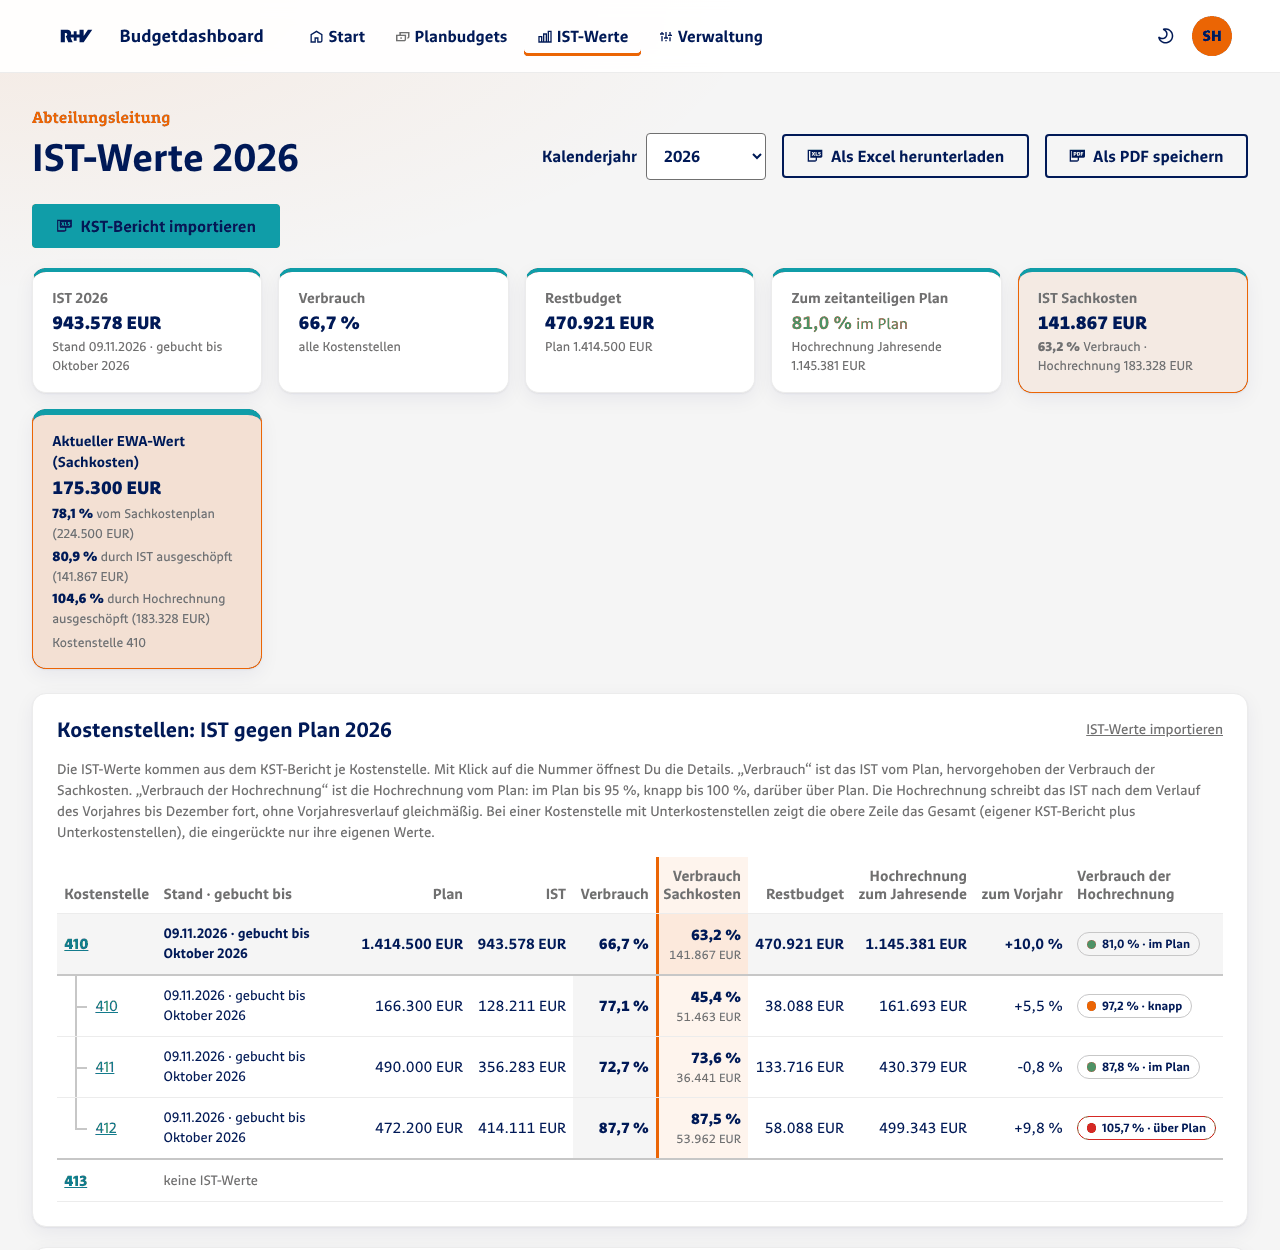 R+V Budgetdashboard Start Planbudgets IST-Werte Verwaltung SH
Abteilungsleitung
IST-Werte 2026
Kalenderjahr 2026 Als Excel herunterladen Als PDF speichern
KST-Bericht importieren
IST 2026
943.578 EUR
Stand 09.11.2026 · gebucht bis
Oktober 2026
Verbrauch
66,7 %
alle Kostenstellen
Restbudget
470.921 EUR
Plan 1.414.500 EUR
Zum zeitanteiligen Plan
81,0 % im Plan
Hochrechnung Jahresende
1.145.381 EUR
IST Sachkosten
141.867 EUR
63,2 % Verbrauch ·
Hochrechnung 183.328 EUR
Aktueller EWA-Wert
(Sachkosten)
175.300 EUR
78,1 % vom Sachkostenplan
(224.500 EUR)
80,9 % durch IST ausgeschöpft
(141.867 EUR)
104,6 % durch Hochrechnung
ausgeschöpft (183.328 EUR)
Kostenstelle 410
Kostenstellen: IST gegen Plan 2026 IST-Werte importieren
Die IST-Werte kommen aus dem KST-Bericht je Kostenstelle. Mit Klick auf die Nummer öffnest Du die Details. „Verbrauch“ ist das IST vom Plan, hervorgehoben der Verbrauch der
Sachkosten. „Verbrauch der Hochrechnung“ ist die Hochrechnung vom Plan: im Plan bis 95 %, knapp bis 100 %, darüber über Plan. Die Hochrechnung schreibt das IST nach dem Verlauf
des Vorjahres bis Dezember fort, ohne Vorjahresverlauf gleichmäßig. Bei einer Kostenstelle mit Unterkostenstellen zeigt die obere Zeile das Gesamt (eigener KST-Bericht plus
Unterkostenstellen), die eingerückte nur ihre eigenen Werte.
Kostenstelle Stand · gebucht bis Plan IST Verbrauch Verbrauch Sachkosten Restbudget Hochrechnung zum Jahresende zum Vorjahr Verbrauch der Hochrechnung
410 09.11.2026 · gebucht bis Oktober 2026 1.414.500 EUR 943.578 EUR 66,7 % 63,2 % 141.867 EUR 470.921 EUR 1.145.381 EUR +10,0 % 81,0 % · im Plan
410 09.11.2026 · gebucht bis Oktober 2026 166.300 EUR 128.211 EUR 77,1 % 45,4 % 51.463 EUR 38.088 EUR 161.693 EUR +5,5 % 97,2 % · knapp
411 09.11.2026 · gebucht bis Oktober 2026 490.000 EUR 356.283 EUR 72,7 % 73,6 % 36.441 EUR 133.716 EUR 430.379 EUR -0,8 % 87,8 % · im Plan
412 09.11.2026 · gebucht bis Oktober 2026 472.200 EUR 414.111 EUR 87,7 % 87,5 % 53.962 EUR 58.088 EUR 499.343 EUR +9,8 % 105,7 % · über Plan
413 keine IST-Werte